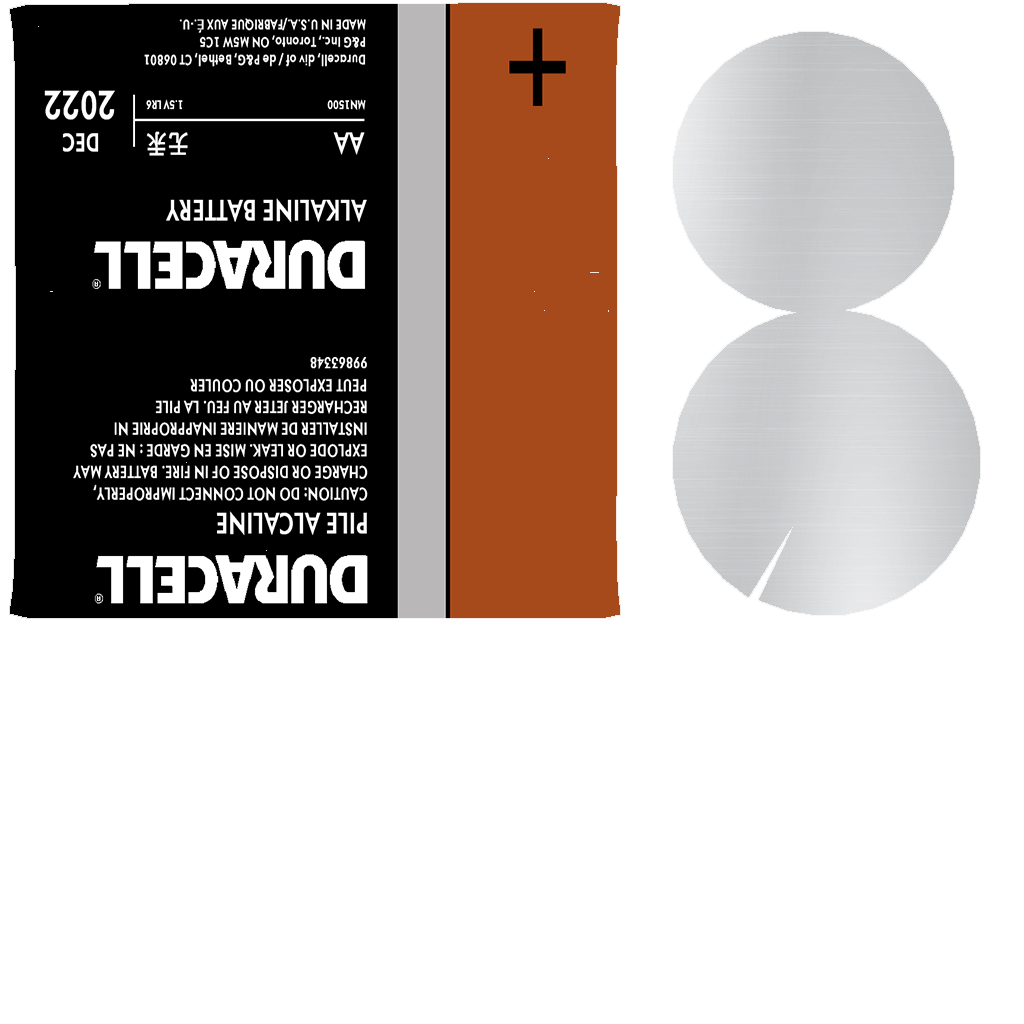 DURACELL®
PILE ALCALINE
CAUTION: DO NOT CONNECT IMPROPERLY,
CHARGE OR DISPOSE OF IN FIRE. BATTERY MAY
EXPLODE OR LEAK. MISE EN GARDE : NE PAS
INSTALLER DE MANIERE INAPPROPRIE NI
RECHARGER JETER AU FEU. LA PILE
PEUT EXPLOSER OU COULER
99863348
DURACELL®
ALKALINE BATTERY
AA 无汞 DEC
MN1500 1.5V LR6 2022
Duracell, div of / de P&G, Bethel, CT 06801
P&G Inc., Toronto, ON M5W 1C5
MADE IN U.S.A./FABRIQUE AUX É.-U.
+